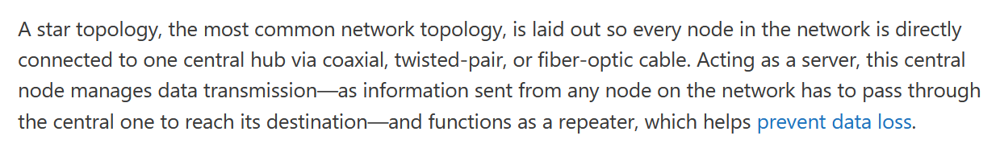 A star topology, the most common network topology, is laid out so every node in the network is directly
connected to one central hub via coaxial, twisted-pair, or fiber-optic cable. Acting as a server, this central
node manages data transmission—as information sent from any node on the network has to pass through
the central one to reach its destination—and functions as a repeater, which helps prevent data loss.